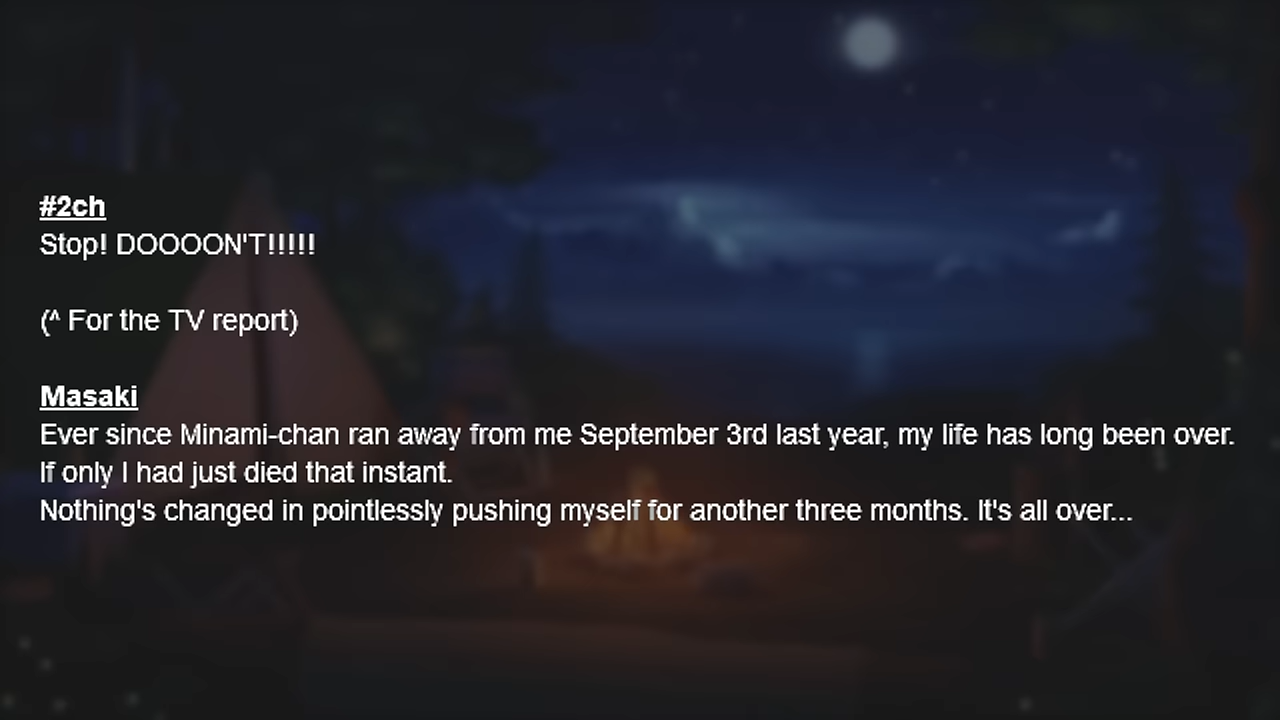 #2ch
Stop! DOOOON'T!!!!!
(^ For the TV report)
Masaki
Ever since Minami-chan ran away from me September 3rd last year, my life has long been over.
If only I had just died that instant.
Nothing's changed in pointlessly pushing myself for another three months. It's all over...